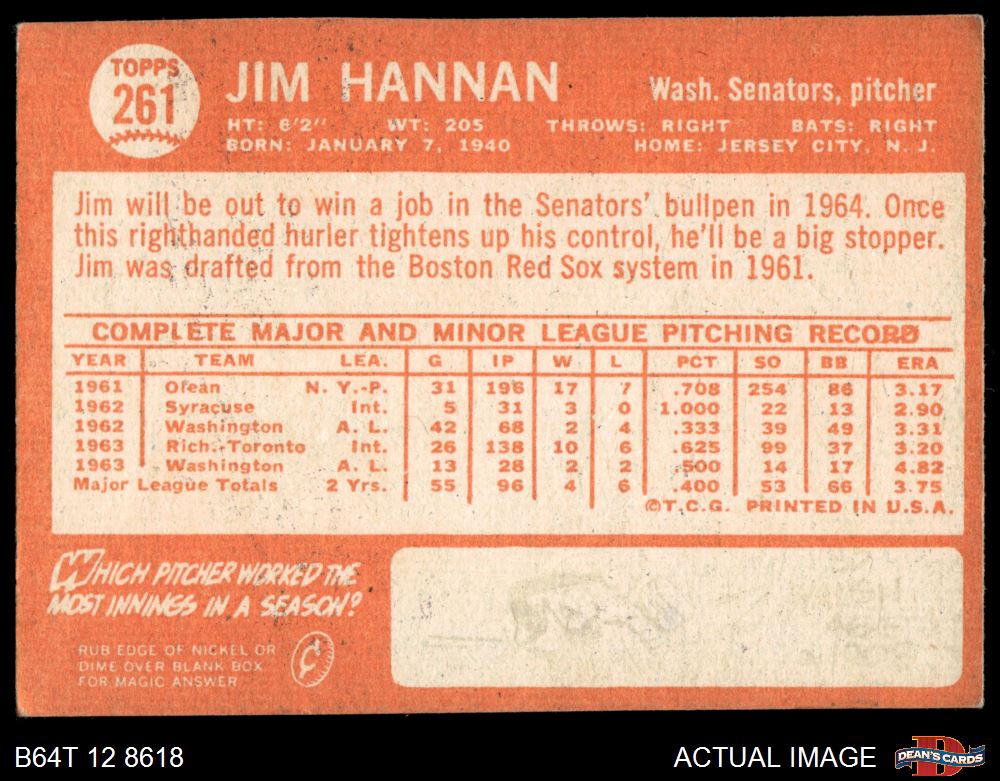 TOPPS
261
JIM HANNAN
Wash. Senators, pitcher
HT: 6'2" WT: 205 THROWS: RIGHT BATS: RIGHT
BORN: JANUARY 7, 1940 HOME: JERSEY CITY, N. J.
Jim will be out to win a job in the Senators' bullpen in 1964. Once
this righthanded hurler tightens up his control, he'll be a big stopper.
Jim was drafted from the Boston Red Sox system in 1961.
COMPLETE MAJOR AND MINOR LEAGUE PITCHING RECORD
YEAR TEAM LEA. G IP W L PCT SO BB ERA
1961 Olean N. Y.-P. 31 196 17 7 .708 254 86 3.17
1962 Syracuse Int. 5 31 3 0 1.000 22 13 2.90
1962 Washington A. L. 42 68 2 4 .333 39 49 3.31
1963 Rich.-Toronto Int. 26 138 10 6 .625 99 37 3.20
1963 Washington A. L. 13 28 2 2 .500 14 17 4.82
Major League Totals 2 Yrs. 55 96 4 6 .400 53 66 3.75
©T.C.G. PRINTED IN U.S.A.
WHICH PITCHER WORKED THE
MOST INNINGS IN A SEASON?
RUB EDGE OF NICKEL OR
DIME OVER BLANK BOX
FOR MAGIC ANSWER
B64T 12 8618
ACTUAL IMAGE
DEAN'S CARDS